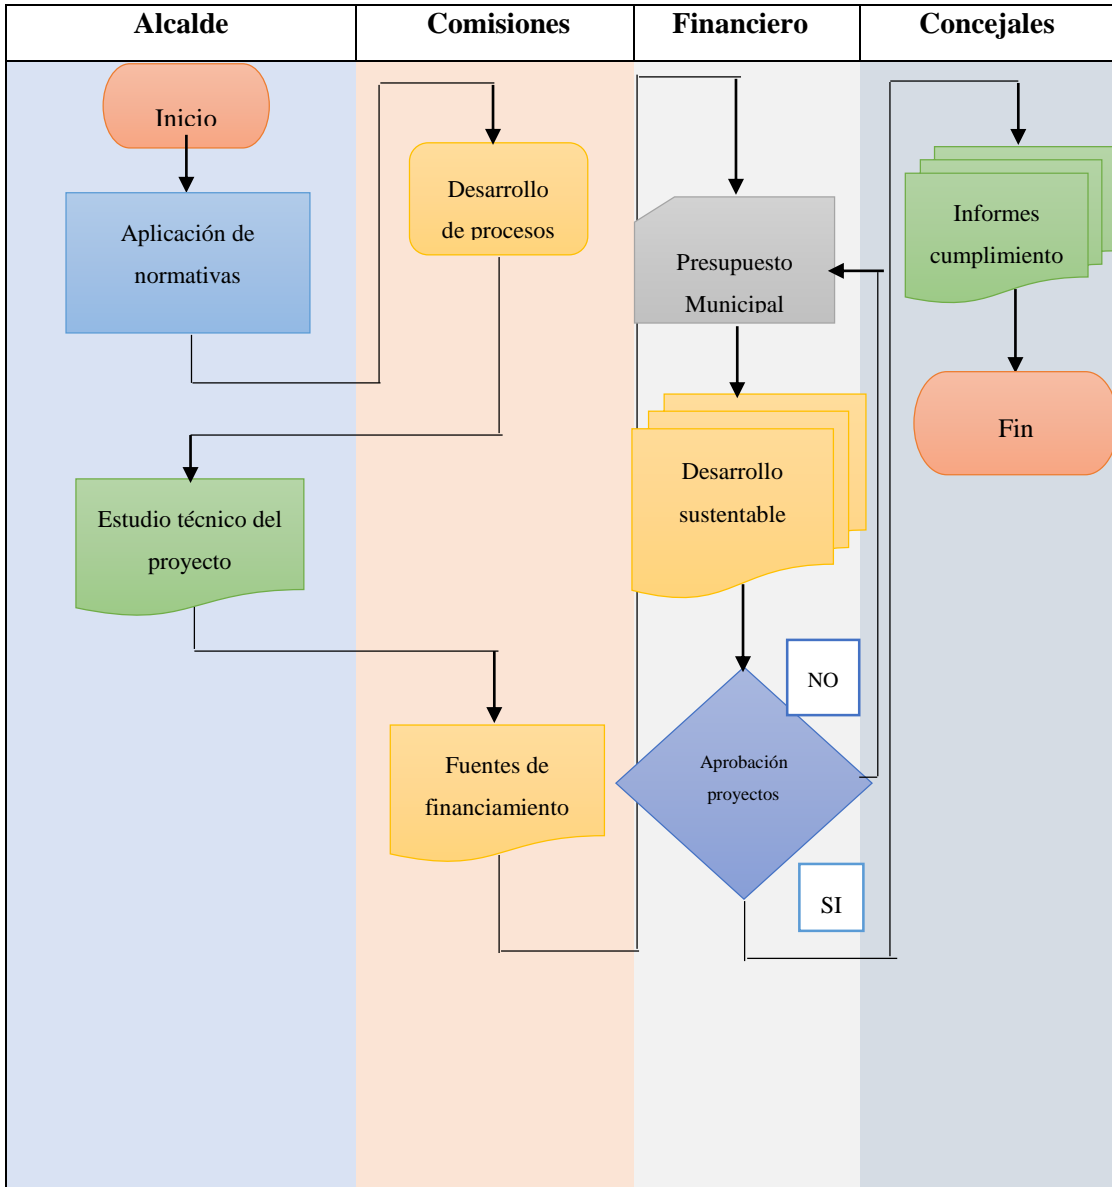 Alcalde
Comisiones
Financiero
Concejales
Inicio
Aplicación de
normativas
Desarrollo
de procesos
Estudio técnico del
proyecto
Fuentes de
financiamiento
Presupuesto
Municipal
Desarrollo
sustentable
Aprobación
proyectos
NO
SI
Informes
cumplimiento
Fin